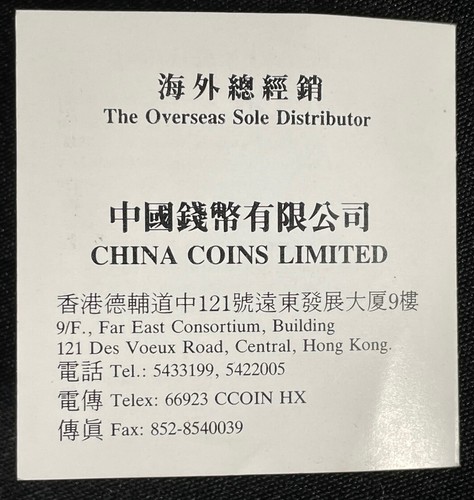 海外總經銷
The Overseas Sole Distributor
中國錢幣有限公司
CHINA COINS LIMITED
香港德輔道中121號遠東發展大厦9樓
9/F., Far East Consortium, Building
121 Des Voeux Road, Central, Hong Kong.
電話 Tel.: 5433199, 5422005
電傳 Telex: 66923 CCOIN HX
傳眞 Fax: 852-8540039